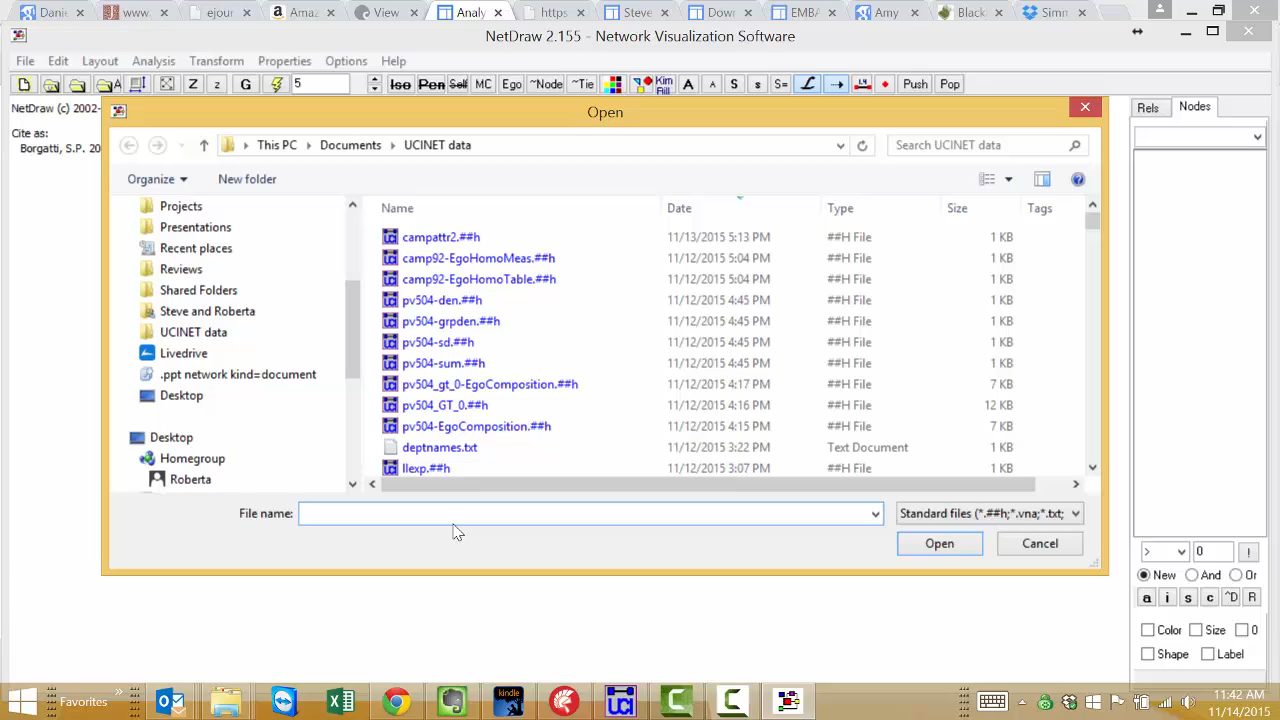 Danie
www.
ejour
Amaz
View
Analy
https
Steve
Dow
EMBA
Amy
Black
Simm
NetDraw 2.155 - Network Visualization Software
File Edit Layout Analysis Transform Properties Options Help
A Z z G 5 Iso Pen Self MC Ego ~Node ~Tie Kim Fill A A S s S= L Push Pop
NetDraw (c) 2002-
Cite as:
Borgatti, S.P. 20
Rels Nodes
Open
This PC Documents UCINET data
Search UCINET data
Organize New folder
Projects
Presentations
Recent places
Reviews
Shared Folders
Steve and Roberta
UCINET data
Livedrive
.ppt network kind=document
Desktop
Desktop
Homegroup
Roberta
Name Date Type Size Tags
campattr2.##h 11/13/2015 5:13 PM ##H File 1 KB
camp92-EgoHomoMeas.##h 11/12/2015 5:04 PM ##H File 1 KB
camp92-EgoHomoTable.##h 11/12/2015 5:04 PM ##H File 1 KB
pv504-den.##h 11/12/2015 4:45 PM ##H File 1 KB
pv504-grpden.##h 11/12/2015 4:45 PM ##H File 1 KB
pv504-sd.##h 11/12/2015 4:45 PM ##H File 1 KB
pv504-sum.##h 11/12/2015 4:45 PM ##H File 1 KB
pv504_gt_0-EgoComposition.##h 11/12/2015 4:17 PM ##H File 7 KB
pv504_GT_0.##h 11/12/2015 4:16 PM ##H File 12 KB
pv504-EgoComposition.##h 11/12/2015 4:15 PM ##H File 7 KB
deptnames.txt 11/12/2015 3:22 PM Text Document 1 KB
llexp.##h 11/12/2015 3:07 PM ##H File 1 KB
File name:
Standard files (*.##h;*.vna;*.txt;
Open Cancel
> 0 !
New And Or
a i s c ^D R
Color Size 0
Shape Label
Favorites
kindle
uci
11:42 AM
11/14/2015